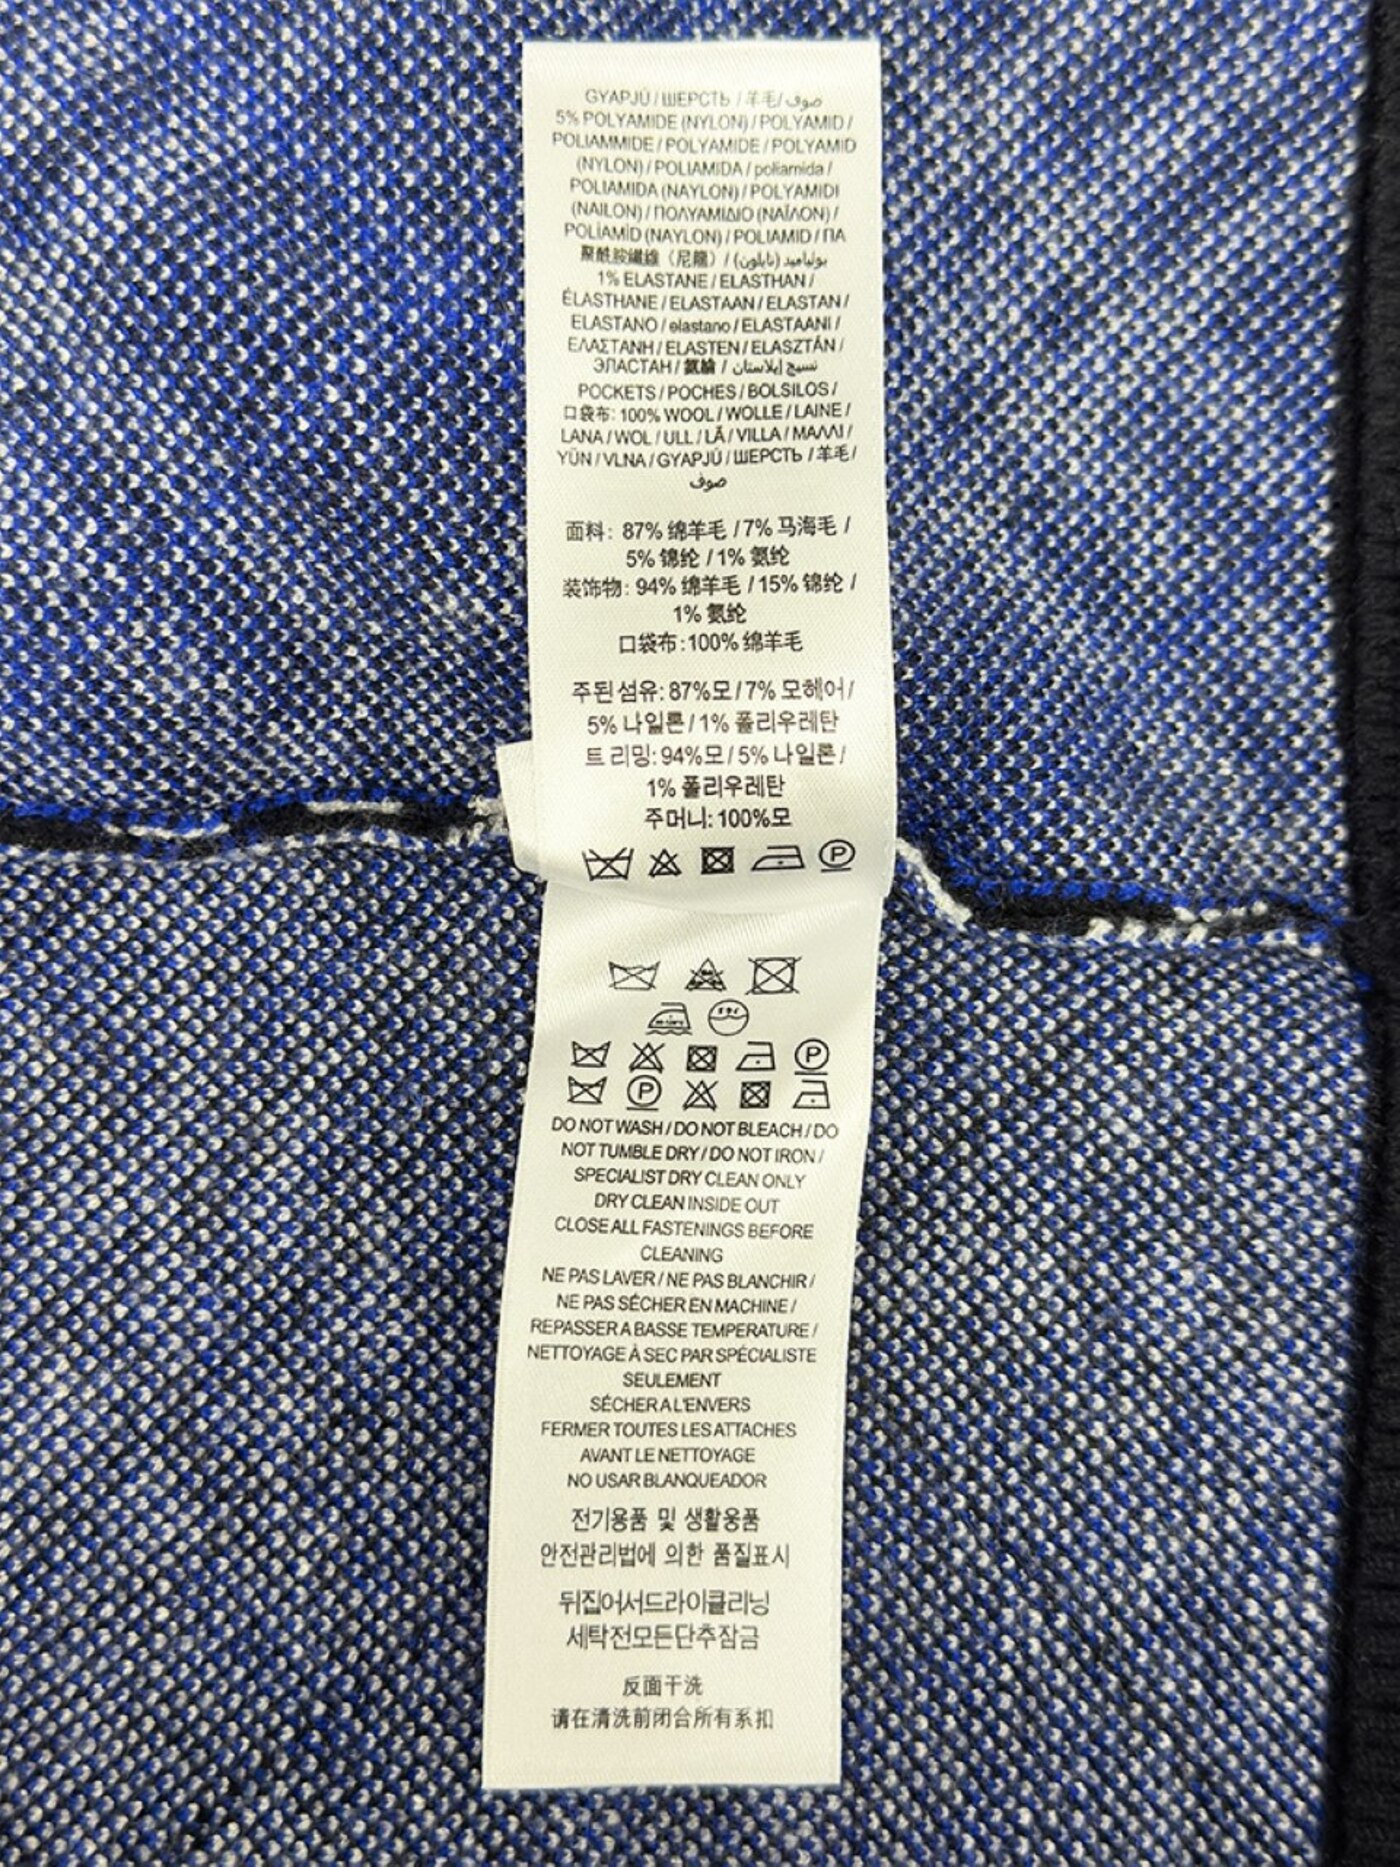 GYAPJÚ / ШЕРСТЬ / 羊毛 / صوف
5% POLYAMIDE (NYLON) / POLYAMID /
POLIAMMIDE / POLYAMIDE / POLYAMID
(NYLON) / POLIAMIDA / poliamida /
POLIAMIDA (NAYLON) / POLYAMIDI
(NAILON) / ΠΟΛΥΑΜΙΔΙΟ (ΝΑΪΛΟΝ) /
POLİAMİD (NAYLON) / POLIAMID / ПА
聚酰胺纖維（尼龍）/ بولياميد (نايلون)
1% ELASTANE / ELASTHAN /
ÉLASTHANE / ELASTAAN / ELASTAN /
ELASTANO / elastano / ELASTAANI /
ΕΛΑΣΤΑΝΗ / ELASTEN / ELASZTÁN /
ЭЛАСТАН / 氨綸 / نسيج إيلاستان
POCKETS / POCHES / BOLSILOS /
口袋布: 100% WOOL / WOLLE / LAINE /
LANA / WOL / ULL / LÃ / VILLA / ΜΑΛΛΙ /
YÜN / VLNA / GYAPJÚ / ШЕРСТЬ / 羊毛 /
صوف
面料: 87% 绵羊毛 / 7% 马海毛 /
5% 锦纶 / 1% 氨纶
装饰物: 94% 绵羊毛 / 15% 锦纶 /
1% 氨纶
口袋布: 100% 绵羊毛
주된 섬유: 87%모 / 7% 모헤어 /
5% 나일론 / 1% 폴리우레탄
트리밍: 94%모 / 5% 나일론 /
1% 폴리우레탄
주머니: 100%모
P
P
P
DO NOT WASH / DO NOT BLEACH / DO
NOT TUMBLE DRY / DO NOT IRON /
SPECIALIST DRY CLEAN ONLY
DRY CLEAN INSIDE OUT
CLOSE ALL FASTENINGS BEFORE
CLEANING
NE PAS LAVER / NE PAS BLANCHIR /
NE PAS SÉCHER EN MACHINE /
REPASSER A BASSE TEMPERATURE /
NETTOYAGE À SEC PAR SPÉCIALISTE
SEULEMENT
SÉCHER A L'ENVERS
FERMER TOUTES LES ATTACHES
AVANT LE NETTOYAGE
NO USAR BLANQUEADOR
전기용품 및 생활용품
안전관리법에 의한 품질표시
뒤집어서드라이클리닝
세탁전모든단추잠금
反面干洗
请在清洗前闭合所有系扣